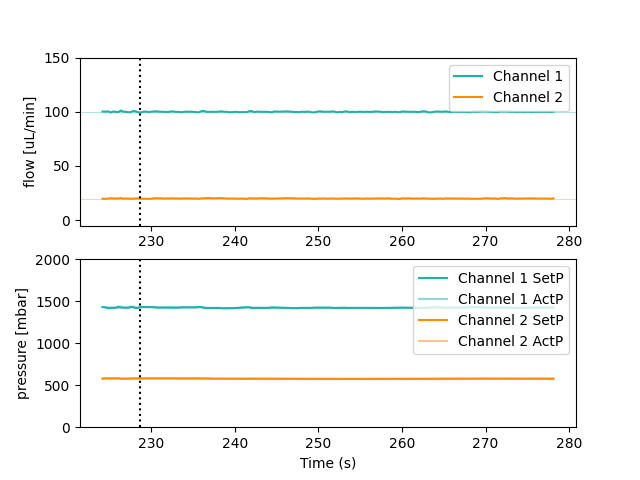 flow [uL/min]
150
100
50
0
Channel 1
Channel 2
230
240
250
260
270
280
pressure [mbar]
2000
1500
1000
500
0
Channel 1 SetP
Channel 1 ActP
Channel 2 SetP
Channel 2 ActP
230
240
250
260
270
280
Time (s)